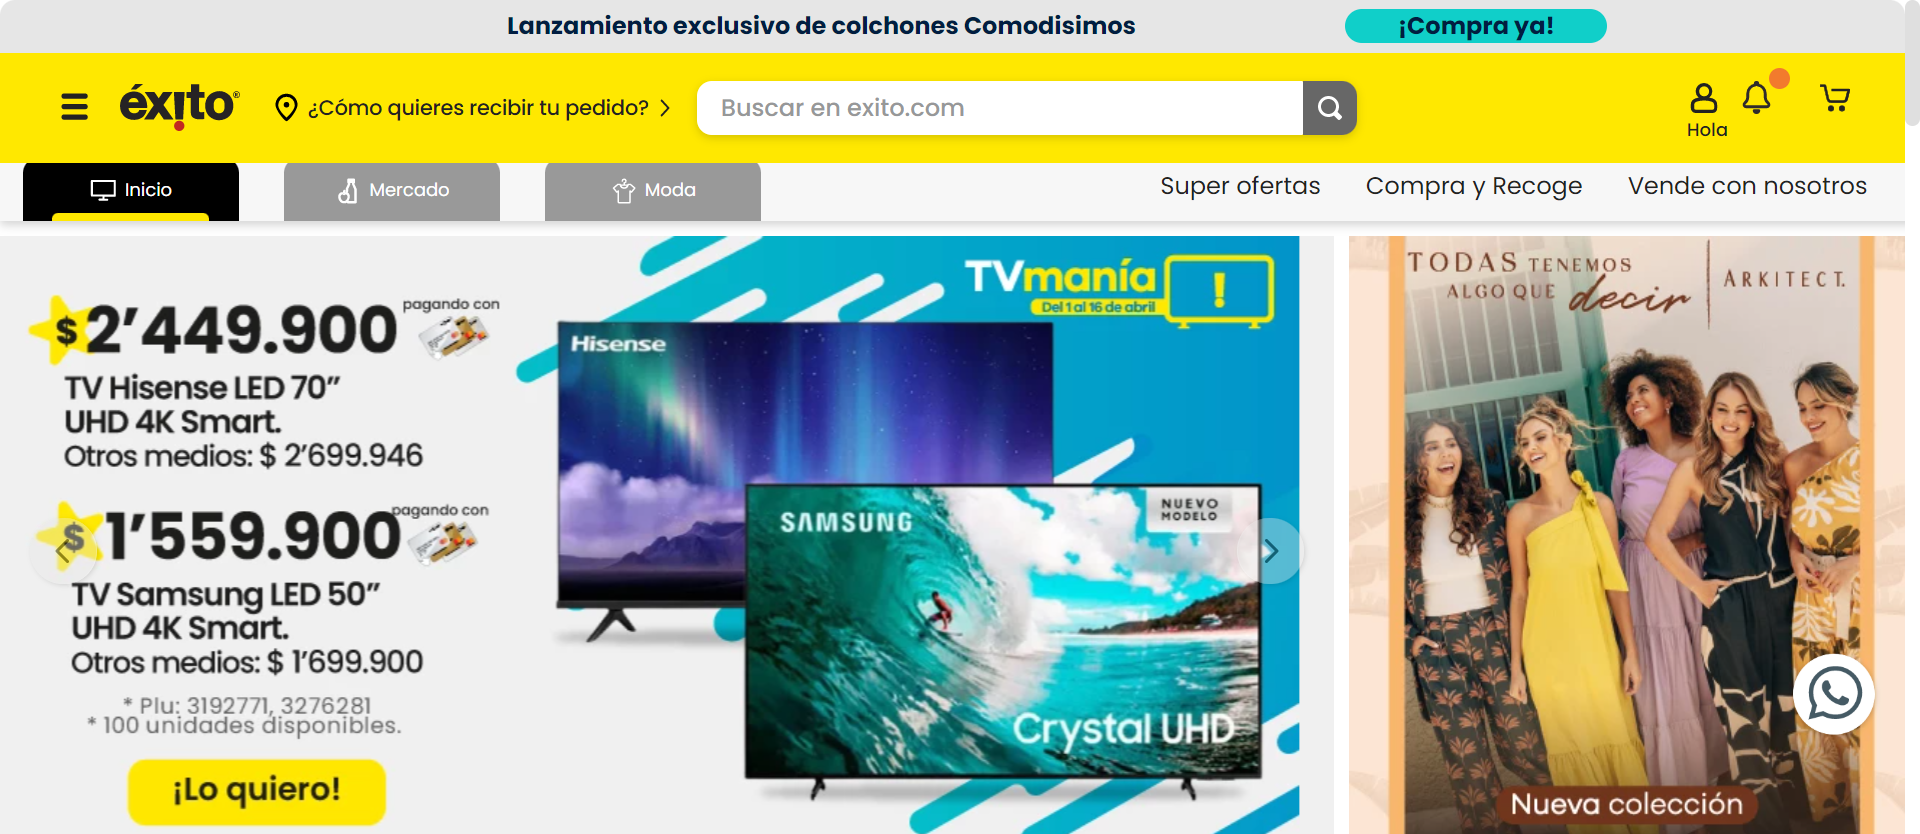 Lanzamiento exclusivo de colchones Comodisimos
¡Compra ya!
éxito®
¿Cómo quieres recibir tu pedido?
Buscar en exito.com
Hola
Inicio
Mercado
Moda
Super ofertas
Compra y Recoge
Vende con nosotros
$2'449.900
pagando con
TV Hisense LED 70"
UHD 4K Smart.
Otros medios: $ 2'699.946
$1'559.900
pagando con
TV Samsung LED 50"
UHD 4K Smart.
Otros medios: $ 1'699.900
* Plu: 3192771, 3276281
* 100 unidades disponibles.
¡Lo quiero!
TVmanía
Del 1 al 16 de abril
!
Hisense
SAMSUNG
NUEVO
MODELO
Crystal UHD
TODAS TENEMOS
ALGO QUE decir
ARKITECT.
Nueva colección